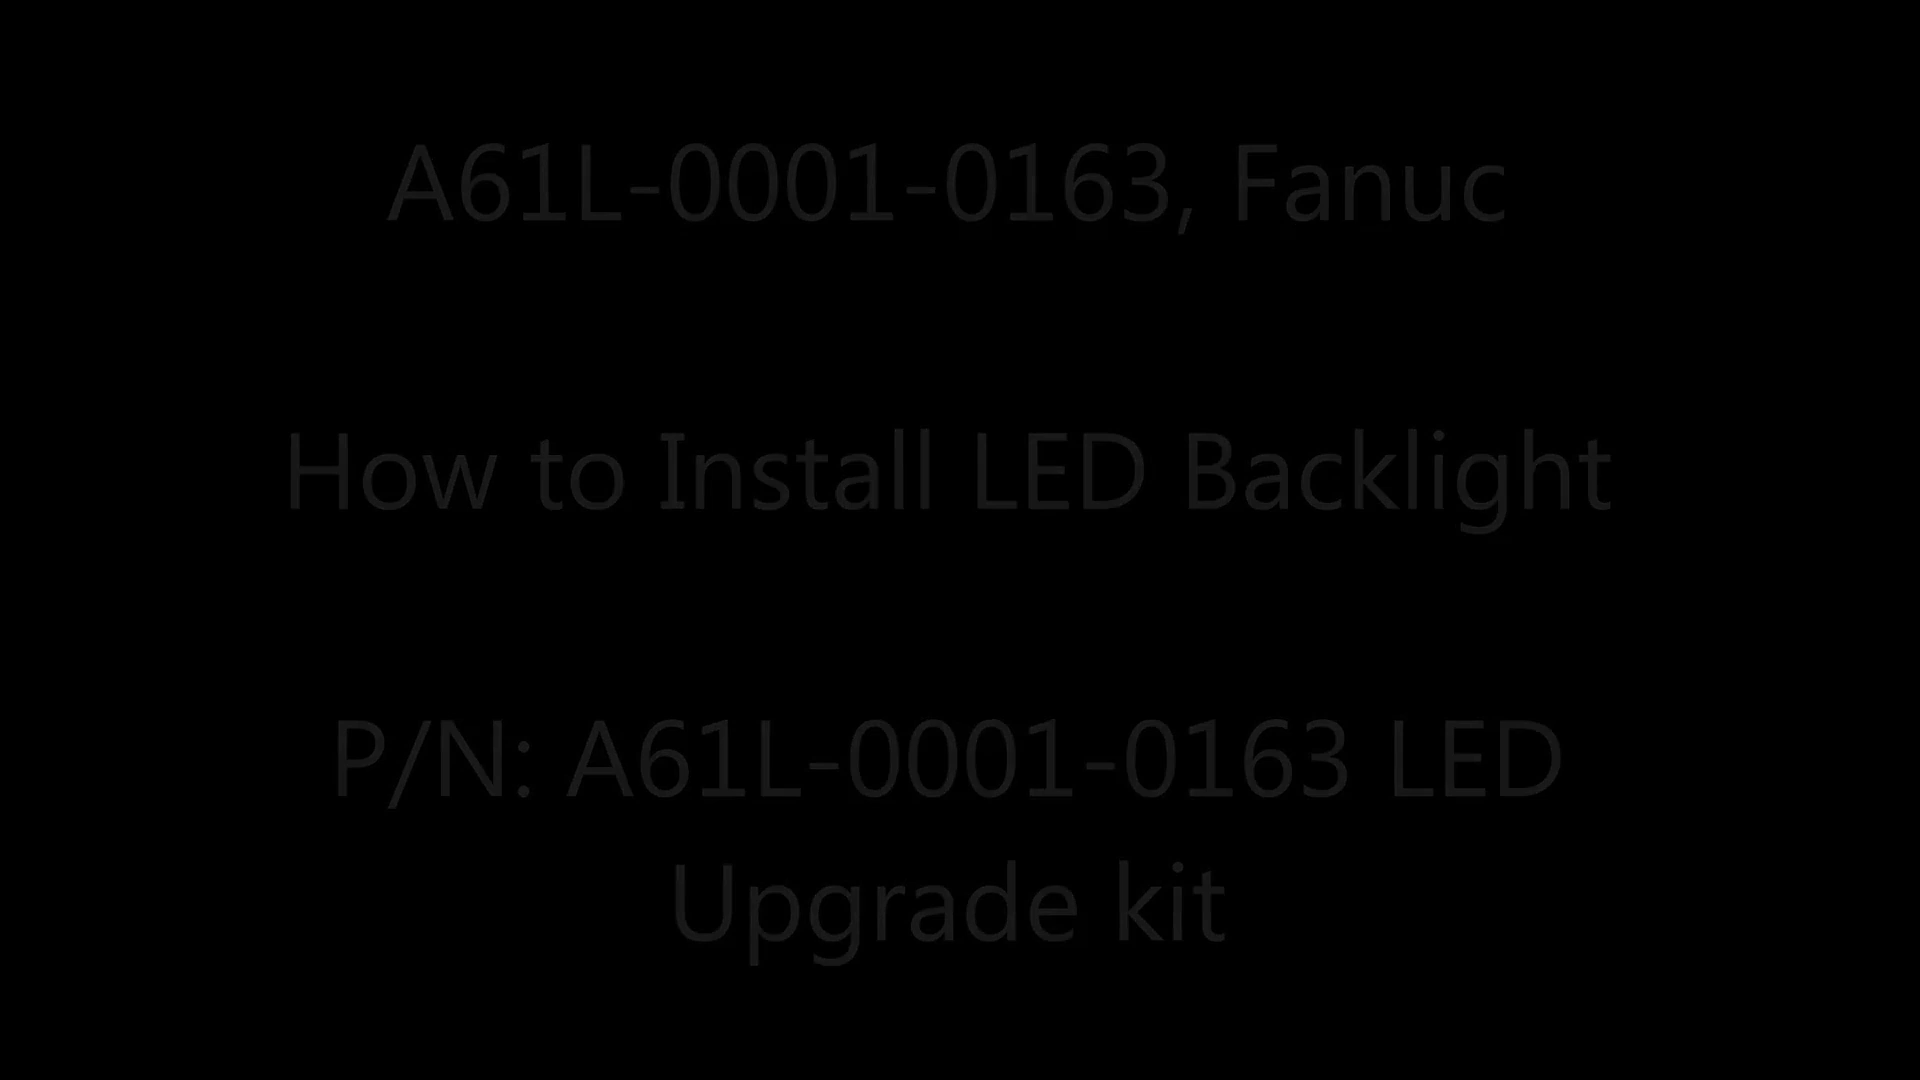 A61L-0001-0163, Fanuc
How to Install LED Backlight
P/N: A61L-0001-0163 LED
Upgrade kit